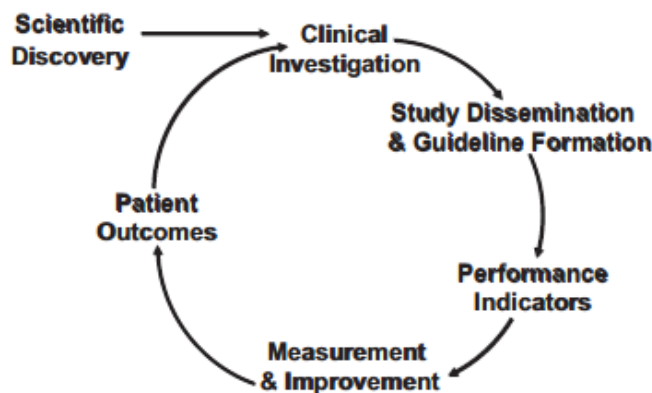 Scientific
Discovery
Clinical
Investigation
Study Dissemination
& Guideline Formation
Performance
Indicators
Measurement
& Improvement
Patient
Outcomes